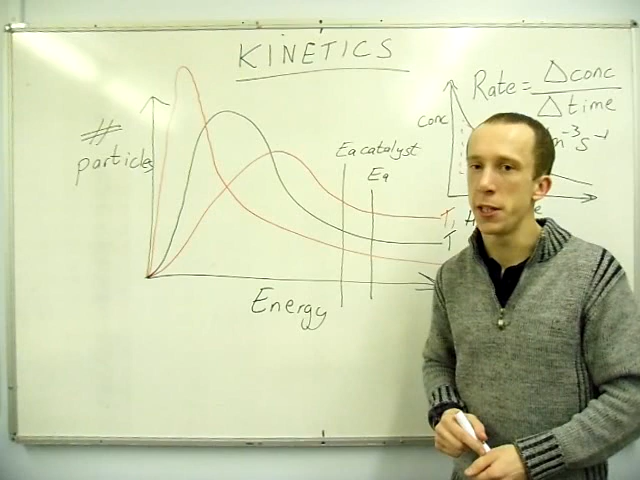 KINETICS
Rate = Δconc
Δtime
conc
#
particles
Ea catalyst
Ea
T₁
T
Energy